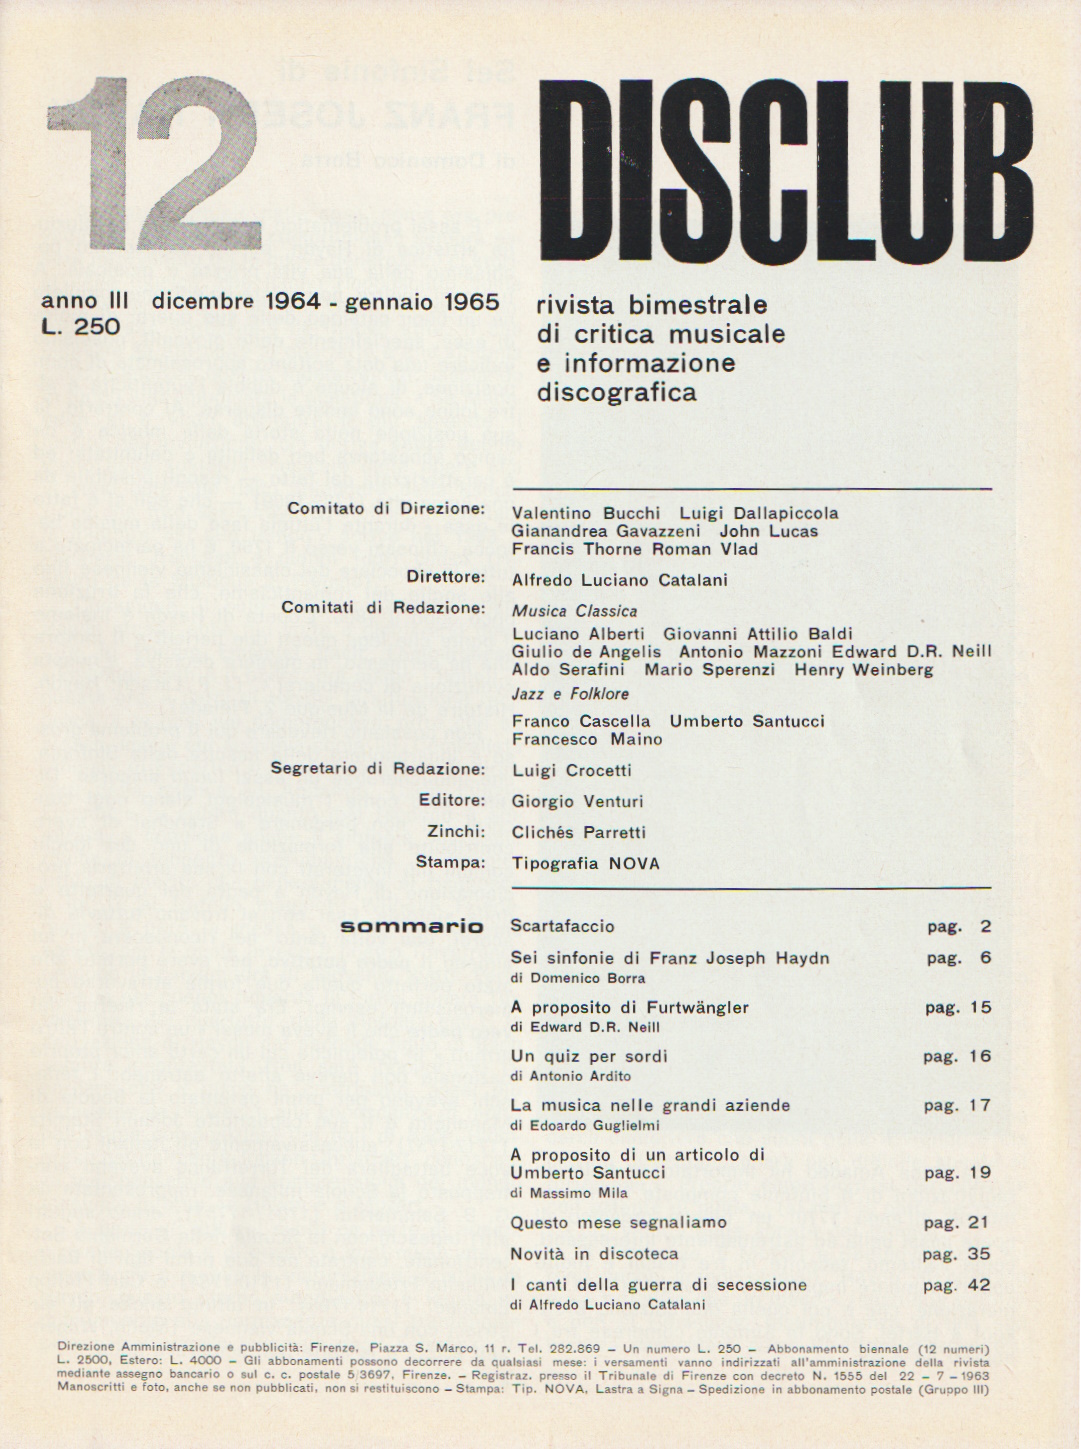 12
DISCLUB
anno III dicembre 1964 - gennaio 1965
L. 250
rivista bimestrale
di critica musicale
e informazione
discografica
Comitato di Direzione: Valentino Bucchi Luigi Dallapiccola
Gianandrea Gavazzeni John Lucas
Francis Thorne Roman Vlad
Direttore: Alfredo Luciano Catalani
Comitati di Redazione: Musica Classica
Luciano Alberti Giovanni Attilio Baldi
Giulio de Angelis Antonio Mazzoni Edward D.R. Neill
Aldo Serafini Mario Sperenzi Henry Weinberg
Jazz e Folklore
Franco Cascella Umberto Santucci
Francesco Maino
Segretario di Redazione: Luigi Crocetti
Editore: Giorgio Venturi
Zinchi: Clichés Parretti
Stampa: Tipografia NOVA
sommario Scartafaccio pag. 2
Sei sinfonie di Franz Joseph Haydn pag. 6
di Domenico Borra
A proposito di Furtwängler pag. 15
di Edward D.R. Neill
Un quiz per sordi pag. 16
di Antonio Ardito
La musica nelle grandi aziende pag. 17
di Edoardo Guglielmi
A proposito di un articolo di
Umberto Santucci pag. 19
di Massimo Mila
Questo mese segnaliamo pag. 21
Novità in discoteca pag. 35
I canti della guerra di secessione pag. 42
di Alfredo Luciano Catalani
Direzione Amministrazione e pubblicità: Firenze, Piazza S. Marco, 11 r. Tel. 282.869 – Un numero L. 250 – Abbonamento biennale (12 numeri)
L. 2500, Estero: L. 4000 – Gli abbonamenti possono decorrere da qualsiasi mese: i versamenti vanno indirizzati all'amministrazione della rivista
mediante assegno bancario o sul c. c. postale 5/3697, Firenze. – Registraz. presso il Tribunale di Firenze con decreto N. 1555 del 22 – 7 – 1963
Manoscritti e foto, anche se non pubblicati, non si restituiscono – Stampa: Tip. NOVA, Lastra a Signa – Spedizione in abbonamento postale (Gruppo III)